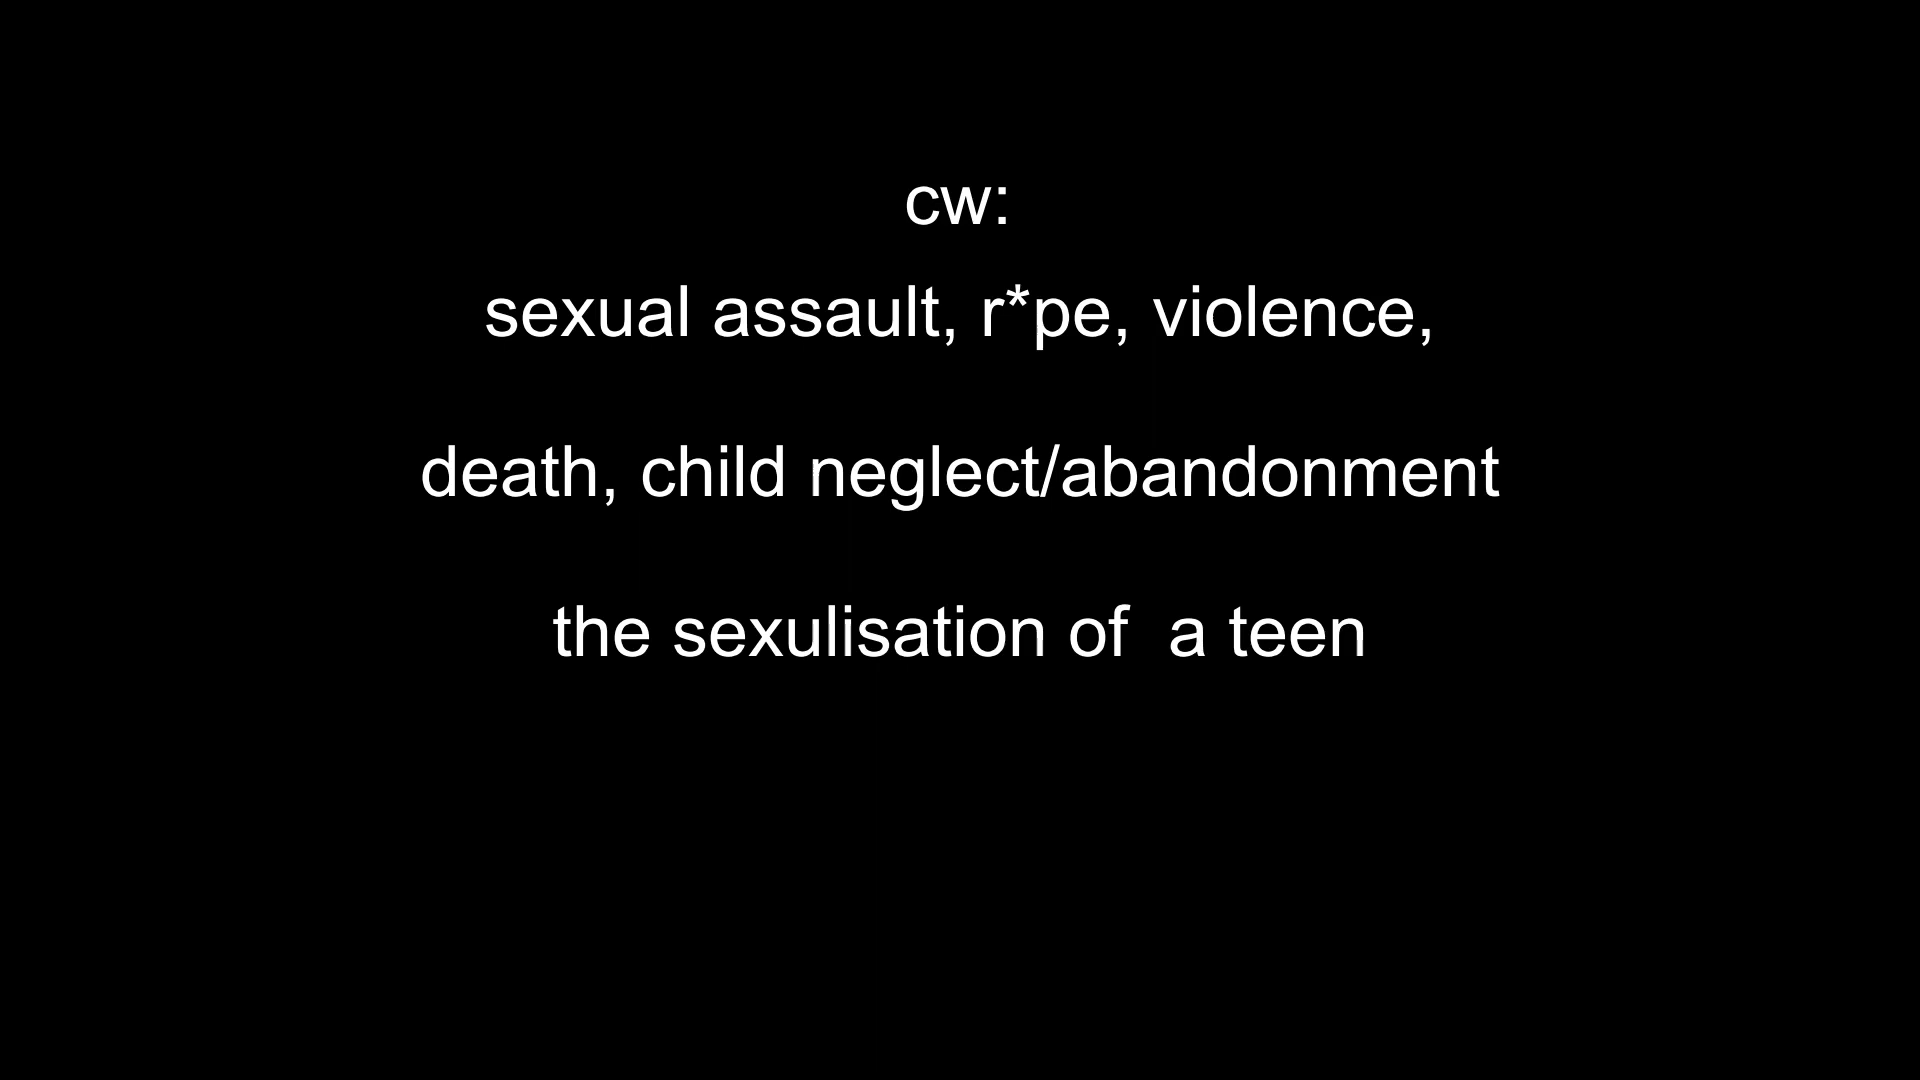 cw:
sexual assault, r*pe, violence,
death, child neglect/abandonment
the sexulisation of  a teen